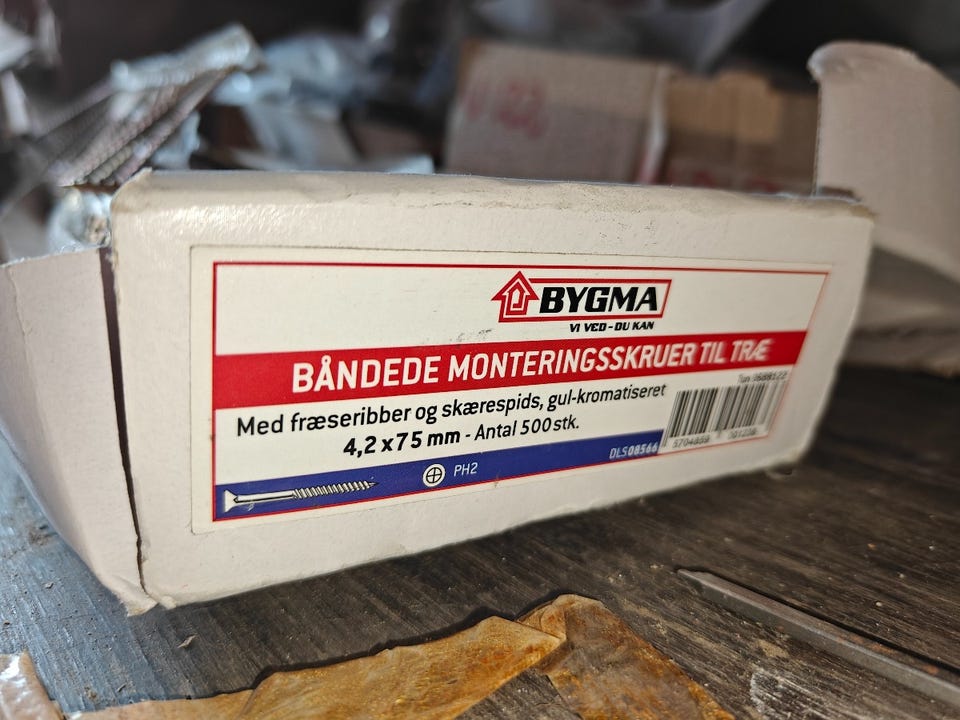 BYGMA
VI VED - DU KAN
BÅNDEDE MONTERINGSSKRUER TIL TRÆ
Med fræseribber og skærespids, gul-kromatiseret
4,2 x 75 mm - Antal 500 stk.
DLS08566
PH2